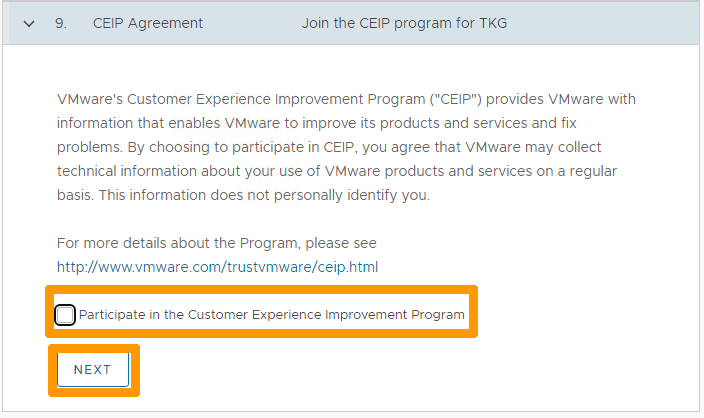 9. CEIP Agreement Join the CEIP program for TKG
VMware's Customer Experience Improvement Program ("CEIP") provides VMware with
information that enables VMware to improve its products and services and fix
problems. By choosing to participate in CEIP, you agree that VMware may collect
technical information about your use of VMware products and services on a regular
basis. This information does not personally identify you.
For more details about the Program, please see
http://www.vmware.com/trustvmware/ceip.html
Participate in the Customer Experience Improvement Program
NEXT